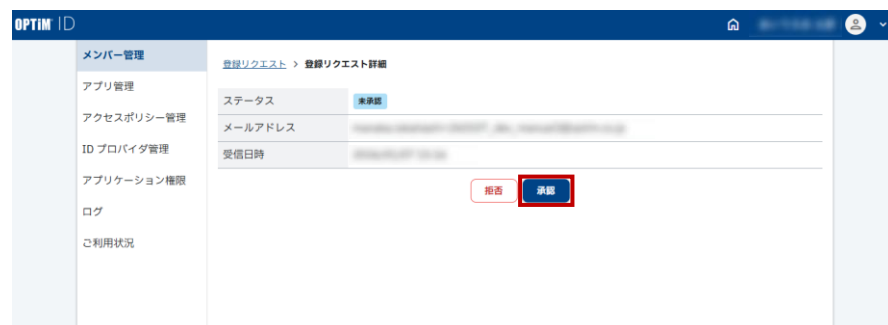 OPTiM ID
メンバー管理
アプリ管理
アクセスポリシー管理
ID プロバイダ管理
アプリケーション権限
ログ
ご利用状況
登録リクエスト > 登録リクエスト詳細
ステータス 未承認
メールアドレス
受信日時
拒否 承認